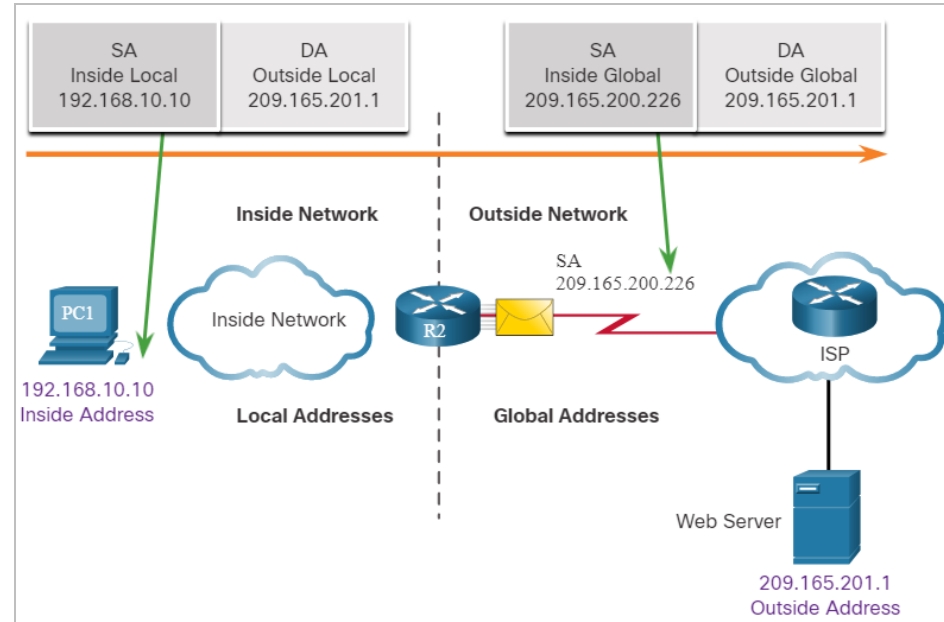 SA
Inside Local
192.168.10.10
DA
Outside Local
209.165.201.1
SA
Inside Global
209.165.200.226
DA
Outside Global
209.165.201.1
Inside Network
Outside Network
SA
209.165.200.226
PC1
Inside Network
R2
ISP
192.168.10.10
Inside Address
Local Addresses
Global Addresses
Web Server
209.165.201.1
Outside Address